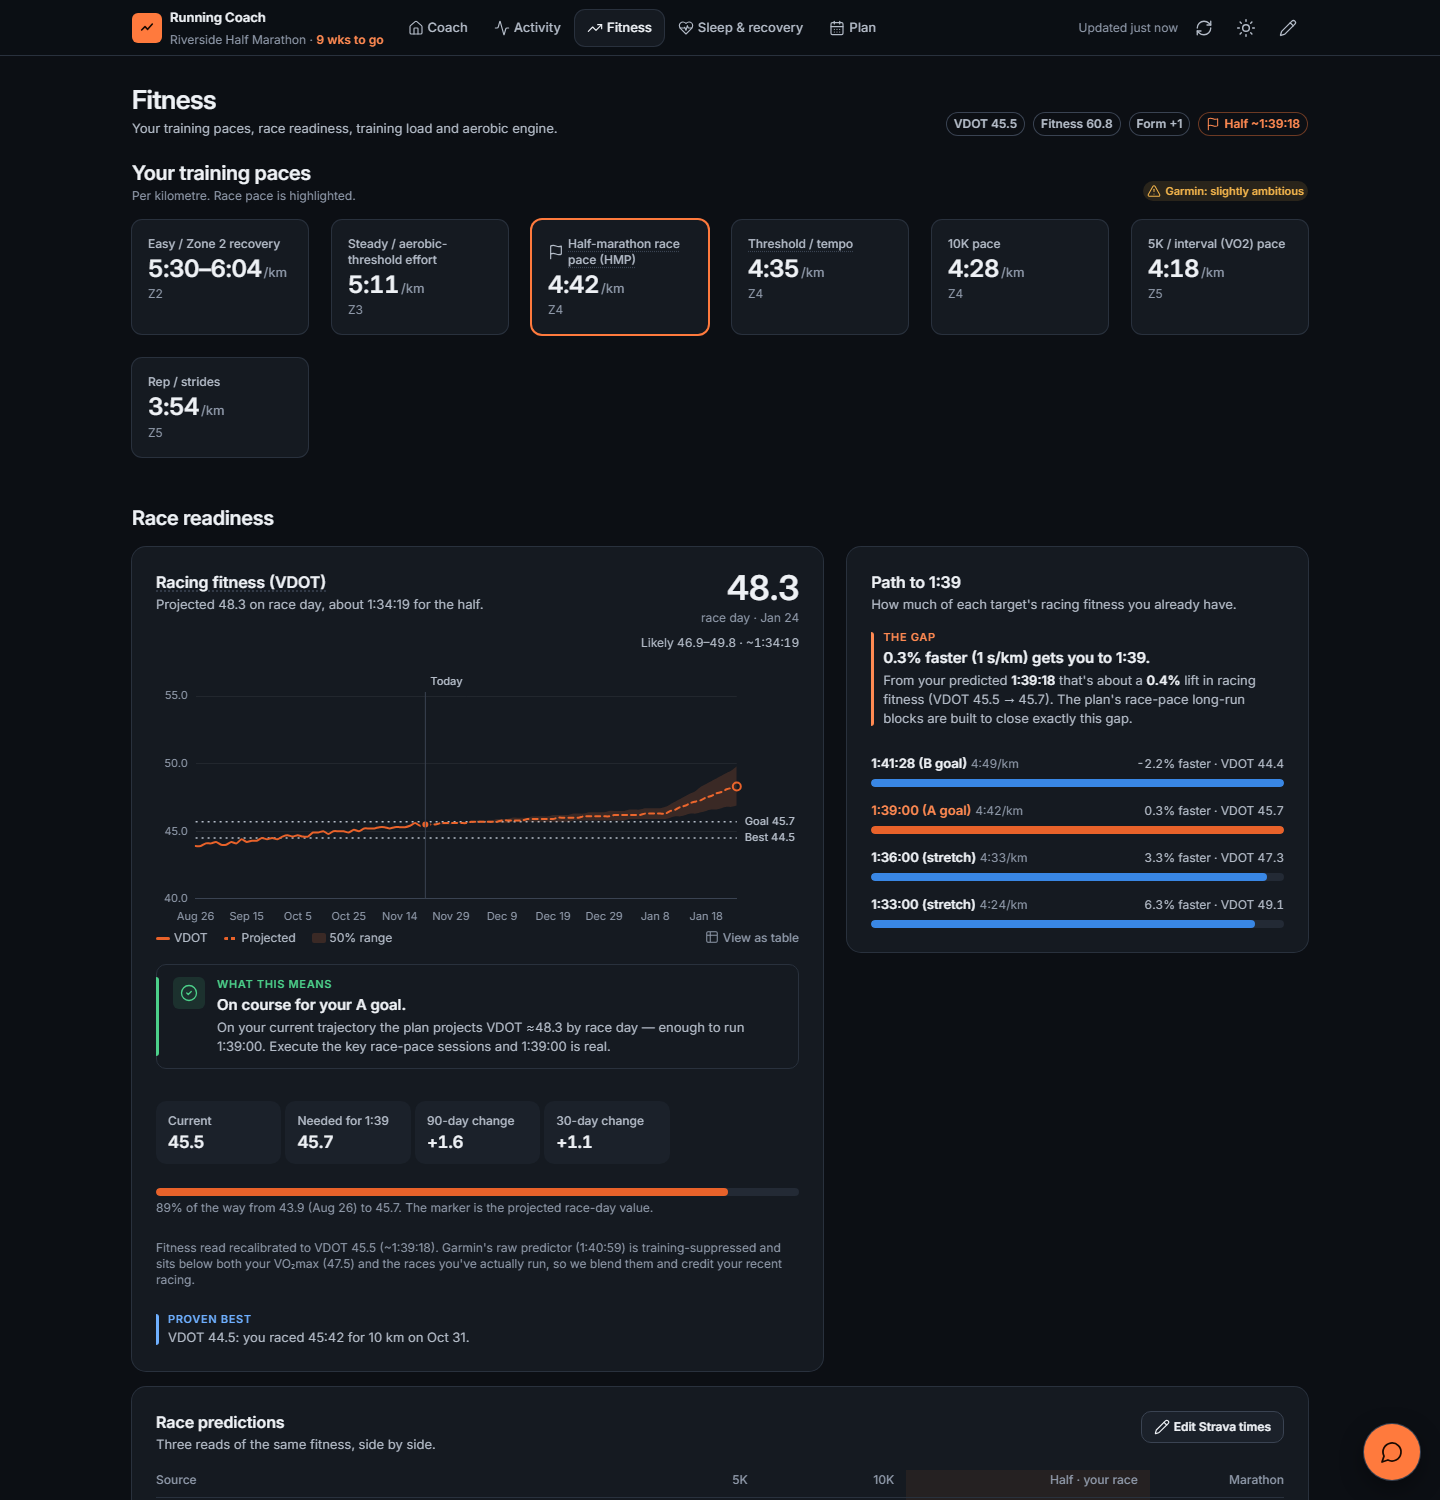 Running Coach
Riverside Half Marathon · 9 wks to go
Coach
Activity
Fitness
Sleep & recovery
Plan
Updated just now
Fitness
Your training paces, race readiness, training load and aerobic engine.
VDOT 45.5
Fitness 60.8
Form +1
Half ~1:39:18
Your training paces
Per kilometre. Race pace is highlighted.
Garmin: slightly ambitious
Easy / Zone 2 recovery
5:30–6:04 /km
Z2
Steady / aerobic-
threshold effort
5:11 /km
Z3
Half-marathon race
pace (HMP)
4:42 /km
Z4
Threshold / tempo
4:35 /km
Z4
10K pace
4:28 /km
Z4
5K / interval (VO2) pace
4:18 /km
Z5
Rep / strides
3:54 /km
Z5
Race readiness
Racing fitness (VDOT)
Projected 48.3 on race day, about 1:34:19 for the half.
48.3
race day · Jan 24
Likely 46.9–49.8 · ~1:34:19
Today
55.0
50.0
45.0
40.0
Goal 45.7
Best 44.5
Aug 26
Sep 15
Oct 5
Oct 25
Nov 14
Nov 29
Dec 9
Dec 19
Dec 29
Jan 8
Jan 18
VDOT
Projected
50% range
View as table
WHAT THIS MEANS
On course for your A goal.
On your current trajectory the plan projects VDOT ≈48.3 by race day — enough to run
1:39:00. Execute the key race-pace sessions and 1:39:00 is real.
Current
45.5
Needed for 1:39
45.7
90-day change
+1.6
30-day change
+1.1
89% of the way from 43.9 (Aug 26) to 45.7. The marker is the projected race-day value.
Fitness read recalibrated to VDOT 45.5 (~1:39:18). Garmin's raw predictor (1:40:59) is training-suppressed and
sits below both your VO₂max (47.5) and the races you've actually run, so we blend them and credit your recent
racing.
PROVEN BEST
VDOT 44.5: you raced 45:42 for 10 km on Oct 31.
Path to 1:39
How much of each target's racing fitness you already have.
THE GAP
0.3% faster (1 s/km) gets you to 1:39.
From your predicted 1:39:18 that's about a 0.4% lift in racing
fitness (VDOT 45.5 → 45.7). The plan's race-pace long-run
blocks are built to close exactly this gap.
1:41:28 (B goal) 4:49/km
-2.2% faster · VDOT 44.4
1:39:00 (A goal) 4:42/km
0.3% faster · VDOT 45.7
1:36:00 (stretch) 4:33/km
3.3% faster · VDOT 47.3
1:33:00 (stretch) 4:24/km
6.3% faster · VDOT 49.1
Race predictions
Three reads of the same fitness, side by side.
Edit Strava times
Source
5K
10K
Half · your race
Marathon